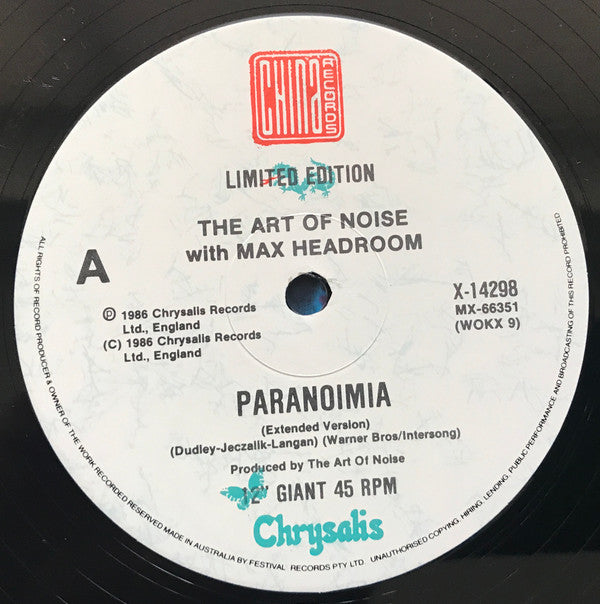 CHINA
RECORDS
LIMITED EDITION
THE ART OF NOISE
with MAX HEADROOM
A
X-14298
MX-66351
(WOKX 9)
℗ 1986 Chrysalis Records
Ltd., England
(C) 1986 Chrysalis Records
Ltd., England
PARANOIMIA
(Extended Version)
(Dudley-Jeczalik-Langan) (Warner Bros/Intersong)
Produced by The Art Of Noise
12" GIANT 45 RPM
Chrysalis
ALL RIGHTS OF RECORD PRODUCER & OWNER OF THE WORK RECORDED RESERVED MADE IN AUSTRALIA BY FESTIVAL RECORDS PTY LTD. UNAUTHORISED COPYING, HIRING, LENDING, PUBLIC PERFORMANCE AND BROADCASTING OF THIS RECORD PROHIBITED